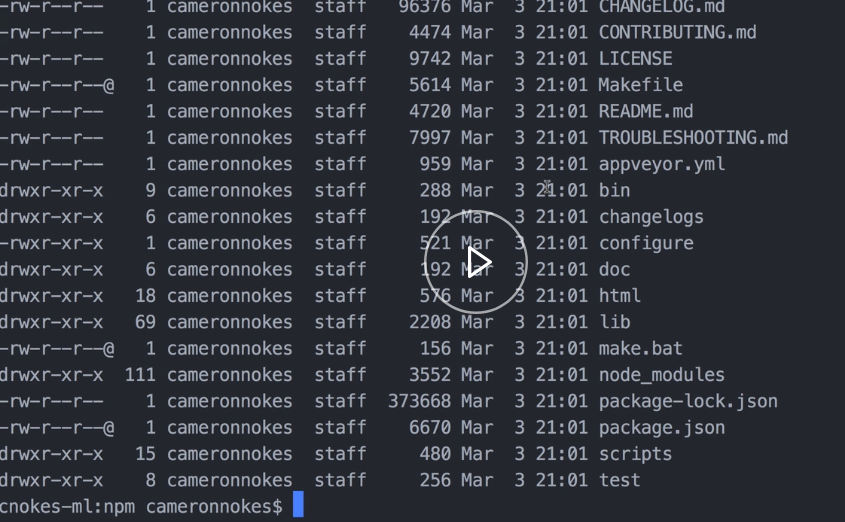 -rw-r--r-- 1 cameronnokes staff 96376 Mar 3 21:01 CHANGELOG.md
-rw-r--r-- 1 cameronnokes staff 4474 Mar 3 21:01 CONTRIBUTING.md
-rw-r--r-- 1 cameronnokes staff 9742 Mar 3 21:01 LICENSE
-rw-r--r--@ 1 cameronnokes staff 5614 Mar 3 21:01 Makefile
-rw-r--r-- 1 cameronnokes staff 4720 Mar 3 21:01 README.md
-rw-r--r-- 1 cameronnokes staff 7997 Mar 3 21:01 TROUBLESHOOTING.md
-rw-r--r-- 1 cameronnokes staff 959 Mar 3 21:01 appveyor.yml
drwxr-xr-x 9 cameronnokes staff 288 Mar 3 21:01 bin
drwxr-xr-x 6 cameronnokes staff 192 Mar 3 21:01 changelogs
-rwxr-xr-x 1 cameronnokes staff 521 Mar 3 21:01 configure
drwxr-xr-x 6 cameronnokes staff 192 Mar 3 21:01 doc
drwxr-xr-x 18 cameronnokes staff 576 Mar 3 21:01 html
drwxr-xr-x 69 cameronnokes staff 2208 Mar 3 21:01 lib
-rw-r--r--@ 1 cameronnokes staff 156 Mar 3 21:01 make.bat
drwxr-xr-x 111 cameronnokes staff 3552 Mar 3 21:01 node_modules
-rw-r--r-- 1 cameronnokes staff 373668 Mar 3 21:01 package-lock.json
-rw-r--r--@ 1 cameronnokes staff 6670 Mar 3 21:01 package.json
drwxr-xr-x 15 cameronnokes staff 480 Mar 3 21:01 scripts
drwxr-xr-x 8 cameronnokes staff 256 Mar 3 21:01 test
cnokes-ml:npm cameronnokes$